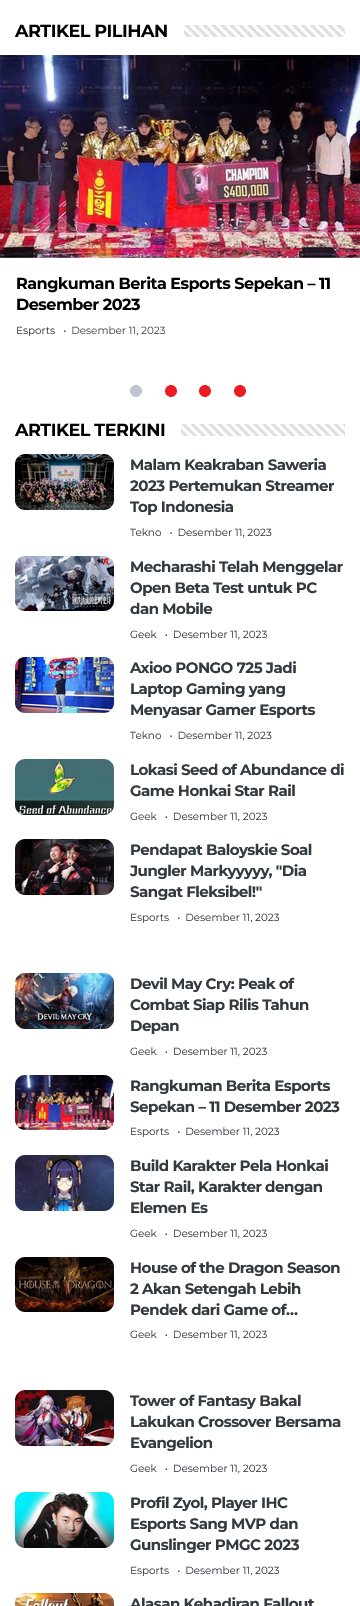 ARTIKEL PILIHAN
CHAMPION
$400,000
Rangkuman Berita Esports Sepekan – 11
Desember 2023
Esports • Desember 11, 2023
ARTIKEL TERKINI
Malam Keakraban Saweria
2023 Pertemukan Streamer
Top Indonesia
Tekno • Desember 11, 2023
Mecharashi Telah Menggelar
Open Beta Test untuk PC
dan Mobile
Geek • Desember 11, 2023
Axioo PONGO 725 Jadi
Laptop Gaming yang
Menyasar Gamer Esports
Tekno • Desember 11, 2023
Seed of Abundance
Lokasi Seed of Abundance di
Game Honkai Star Rail
Geek • Desember 11, 2023
Pendapat Baloyskie Soal
Jungler Markyyyyy, "Dia
Sangat Fleksibel!"
Esports • Desember 11, 2023
DEVIL MAY CRY
Devil May Cry: Peak of
Combat Siap Rilis Tahun
Depan
Geek • Desember 11, 2023
Rangkuman Berita Esports
Sepekan – 11 Desember 2023
Esports • Desember 11, 2023
Build Karakter Pela Honkai
Star Rail, Karakter dengan
Elemen Es
Geek • Desember 11, 2023
HOUSE OF THE DRAGON
House of the Dragon Season
2 Akan Setengah Lebih
Pendek dari Game of...
Geek • Desember 11, 2023
Tower of Fantasy Bakal
Lakukan Crossover Bersama
Evangelion
Geek • Desember 11, 2023
Profil Zyol, Player IHC
Esports Sang MVP dan
Gunslinger PMGC 2023
Esports • Desember 11, 2023
Fallout
Alasan Kehadiran Fallout